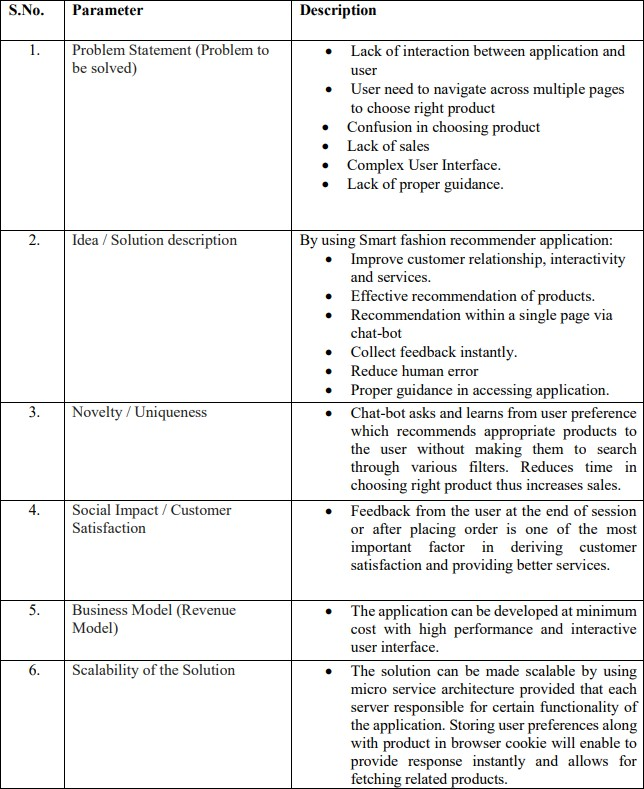 S.No. Parameter Description
1. Problem Statement (Problem to
be solved)
• Lack of interaction between application and
user
• User need to navigate across multiple pages
to choose right product
• Confusion in choosing product
• Lack of sales
• Complex User Interface.
• Lack of proper guidance.
2. Idea / Solution description
By using Smart fashion recommender application:
• Improve customer relationship, interactivity
and services.
• Effective recommendation of products.
• Recommendation within a single page via
chat-bot
• Collect feedback instantly.
• Reduce human error
• Proper guidance in accessing application.
3. Novelty / Uniqueness
• Chat-bot asks and learns from user preference
which recommends appropriate products to
the user without making them to search
through various filters. Reduces time in
choosing right product thus increases sales.
4. Social Impact / Customer
Satisfaction
• Feedback from the user at the end of session
or after placing order is one of the most
important factor in deriving customer
satisfaction and providing better services.
5. Business Model (Revenue
Model)
• The application can be developed at minimum
cost with high performance and interactive
user interface.
6. Scalability of the Solution
• The solution can be made scalable by using
micro service architecture provided that each
server responsible for certain functionality of
the application. Storing user preferences along
with product in browser cookie will enable to
provide response instantly and allows for
fetching related products.